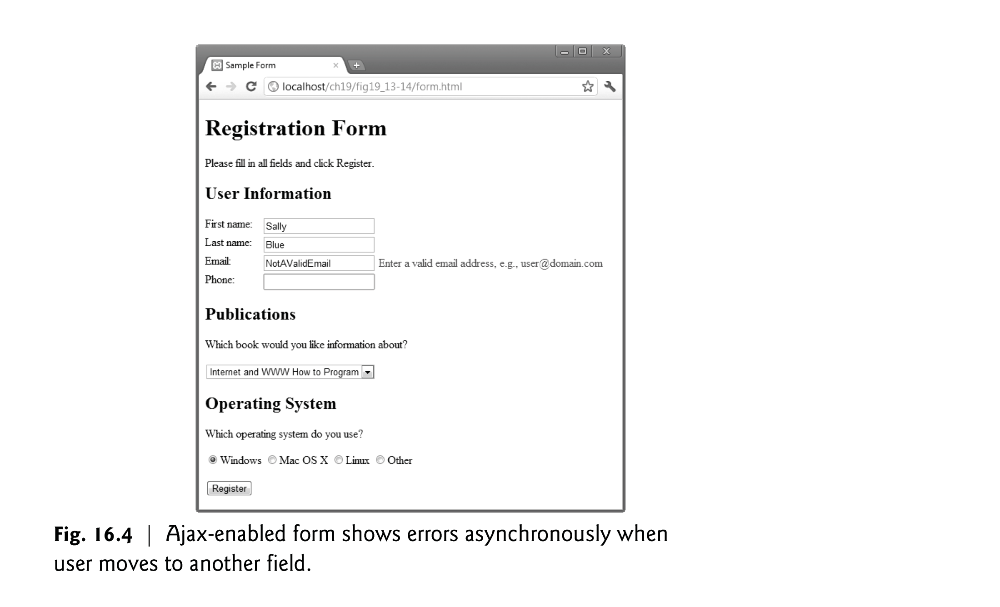 Sample Form
localhost/ch19/fig19_13-14/form.html
Registration Form
Please fill in all fields and click Register.
User Information
First name: Sally
Last name: Blue
Email: NotAValidEmail Enter a valid email address, e.g., user@domain.com
Phone:
Publications
Which book would you like information about?
Internet and WWW How to Program
Operating System
Which operating system do you use?
Windows Mac OS X Linux Other
Register
Fig. 16.4 | Ajax-enabled form shows errors asynchronously when
user moves to another field.